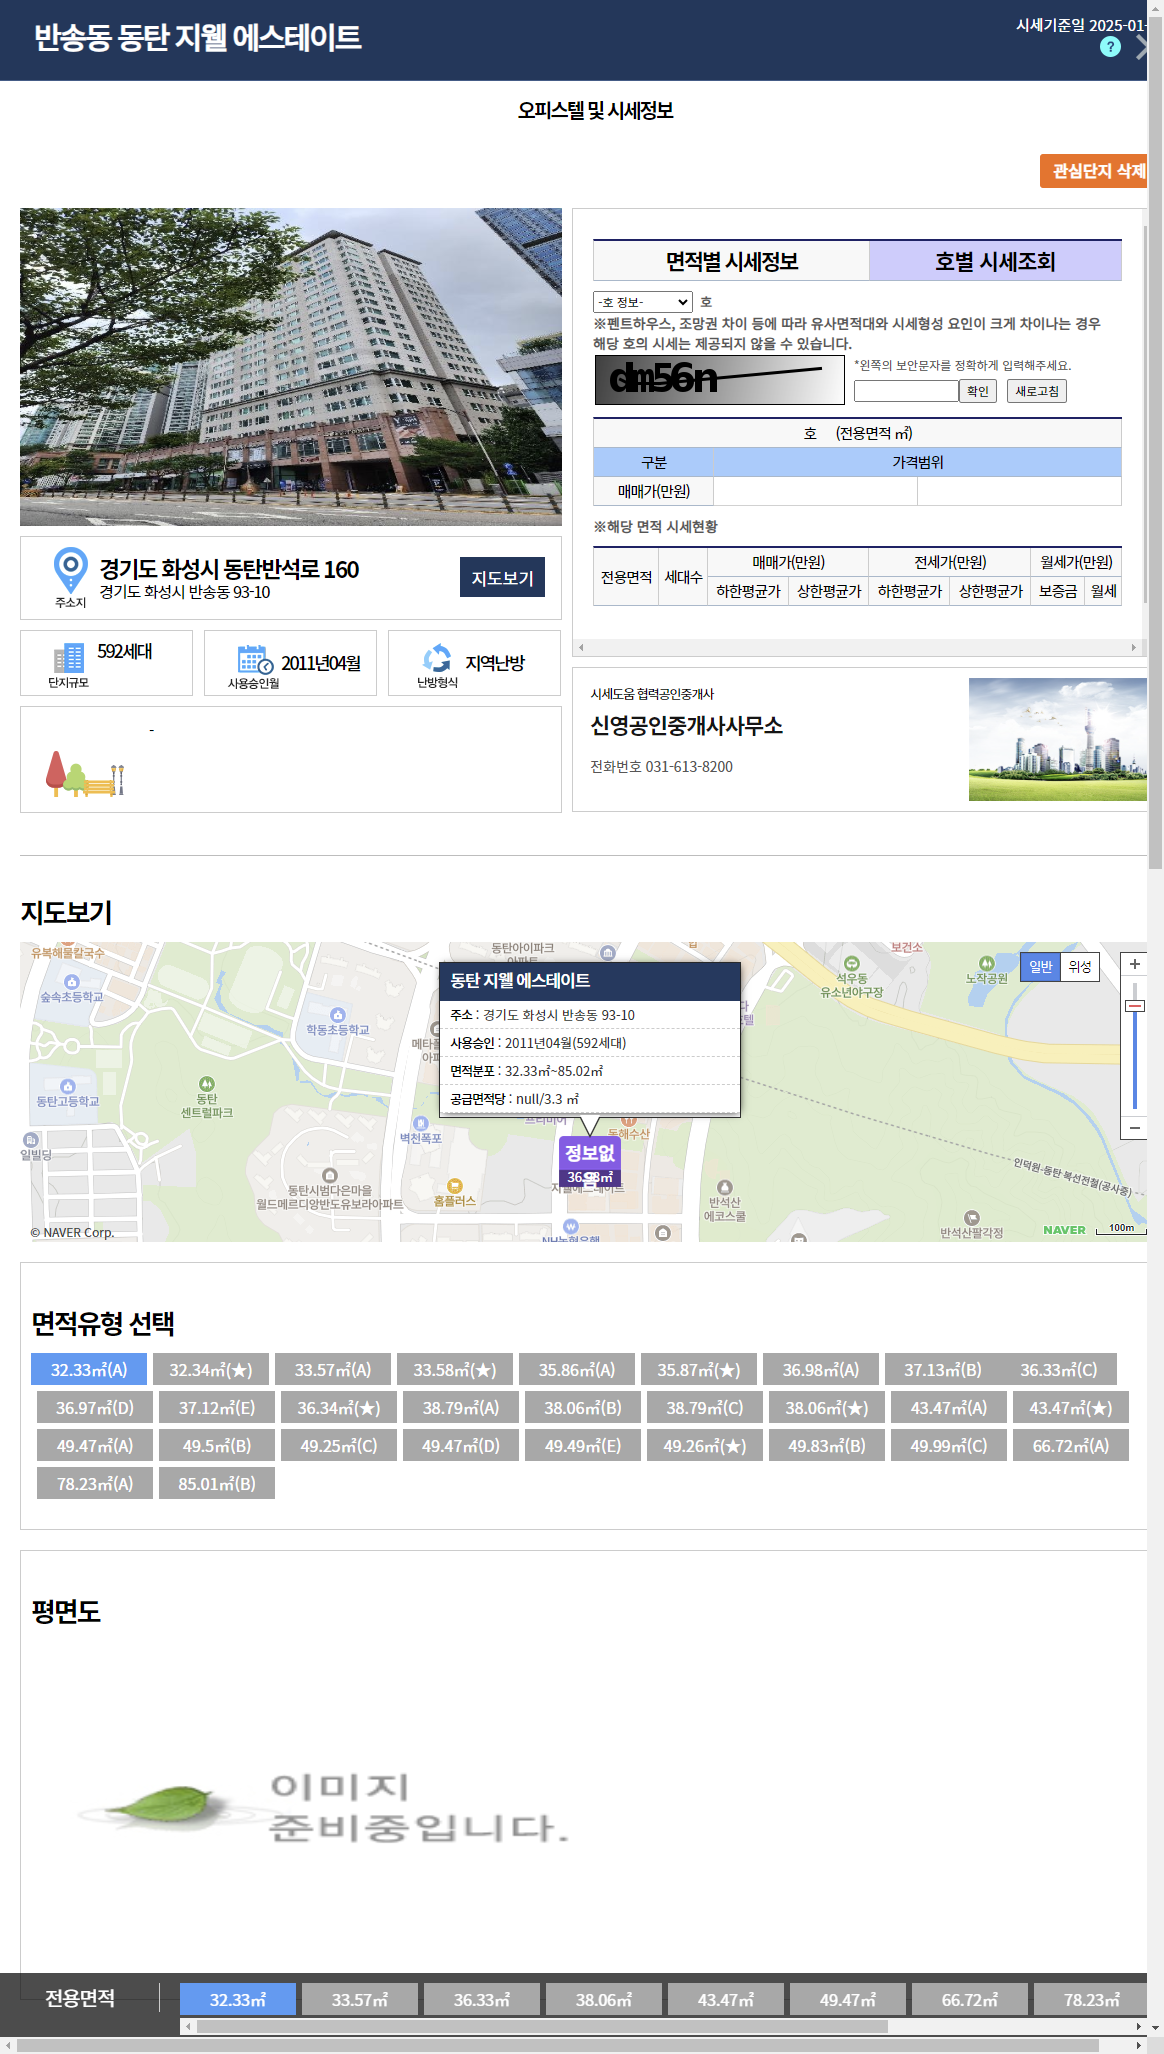 반송동 동탄 지웰 에스테이트
시세기준일 2025-01-
?
오피스텔 및 시세정보
관심단지 삭제
면적별 시세정보 호별 시세조회
-호 정보- 호
※펜트하우스, 조망권 차이 등에 따라 유사면적대와 시세형성 요인이 크게 차이나는 경우
해당 호의 시세는 제공되지 않을 수 있습니다.
dm56n
*왼쪽의 보안문자를 정확하게 입력해주세요.
확인 새로고침
호 (전용면적 ㎡)
구분 가격범위
매매가(만원)
※해당 면적 시세현황
전용면적 세대수 매매가(만원) 전세가(만원) 월세가(만원)
하한평균가 상한평균가 하한평균가 상한평균가 보증금 월세
주소지
경기도 화성시 동탄반석로 160
경기도 화성시 반송동 93-10
지도보기
592세대
단지규모
2011년04월
사용승인월
지역난방
난방형식
-
시세도움 협력공인중개사
신영공인중개사사무소
전화번호 031-613-8200
지도보기
유복해물칼국수
동탄아이파크
아파트
보건소
숲속초등학교
학동초등학교
석우동
유소년야구장
노작공원
일반 위성
동탄 지웰 에스테이트
주소 : 경기도 화성시 반송동 93-10
사용승인 : 2011년04월(592세대)
면적분포 : 32.33㎡~85.02㎡
공급면적당 : null/3.3 ㎡
메타폴
동탄고등학교
동탄
센트럴파크
벽천폭포
프리미어
동해수산
일빌딩
정보없
음
36.98㎡
지웰에스테이트
동탄시범다은마을
월드메르디앙반도유보라아파트
홈플러스
반석산
에코스쿨
인덕원-동탄 복선전철(공사중)
반석산팔각정
NH농협은행
© NAVER Corp.
NAVER
100m
면적유형 선택
32.33㎡(A) 32.34㎡(★) 33.57㎡(A) 33.58㎡(★) 35.86㎡(A) 35.87㎡(★) 36.98㎡(A) 37.13㎡(B) 36.33㎡(C)
36.97㎡(D) 37.12㎡(E) 36.34㎡(★) 38.79㎡(A) 38.06㎡(B) 38.79㎡(C) 38.06㎡(★) 43.47㎡(A) 43.47㎡(★)
49.47㎡(A) 49.5㎡(B) 49.25㎡(C) 49.47㎡(D) 49.49㎡(E) 49.26㎡(★) 49.83㎡(B) 49.99㎡(C) 66.72㎡(A)
78.23㎡(A) 85.01㎡(B)
평면도
이미지
준비중입니다.
전용면적 32.33㎡ 33.57㎡ 36.33㎡ 38.06㎡ 43.47㎡ 49.47㎡ 66.72㎡ 78.23㎡